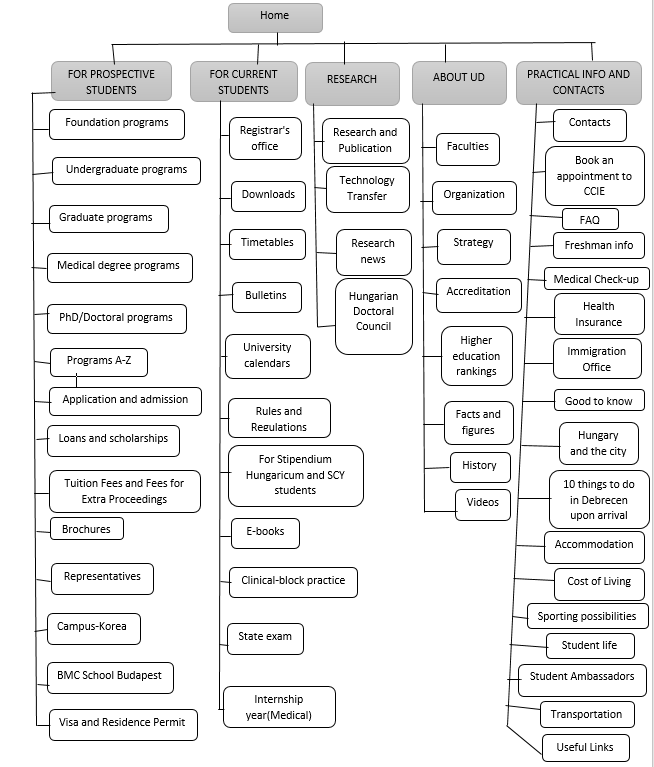 Home
FOR PROSPECTIVE
STUDENTS
Foundation programs
Undergraduate programs
Graduate programs
Medical degree programs
PhD/Doctoral programs
Programs A-Z
Application and admission
Loans and scholarships
Tuition Fees and Fees for
Extra Proceedings
Brochures
Representatives
Campus-Korea
BMC School Budapest
Visa and Residence Permit
FOR CURRENT
STUDENTS
Registrar's
office
Downloads
Timetables
Bulletins
University
calendars
Rules and
Regulations
For Stipendium
Hungaricum and SCY
students
E-books
Clinical-block practice
State exam
Internship
year(Medical)
RESEARCH
Research and
Publication
Technology
Transfer
Research
news
Hungarian
Doctoral
Council
ABOUT UD
Faculties
Organization
Strategy
Accreditation
Higher
education
rankings
Facts and
figures
History
Videos
PRACTICAL INFO AND
CONTACTS
Contacts
Book an
appointment to
CCIE
FAQ
Freshman info
Medical Check-up
Health
Insurance
Immigration
Office
Good to know
Hungary
and the city
10 things to do
in Debrecen
upon arrival
Accommodation
Cost of Living
Sporting possibilities
Student life
Student Ambassadors
Transportation
Useful Links